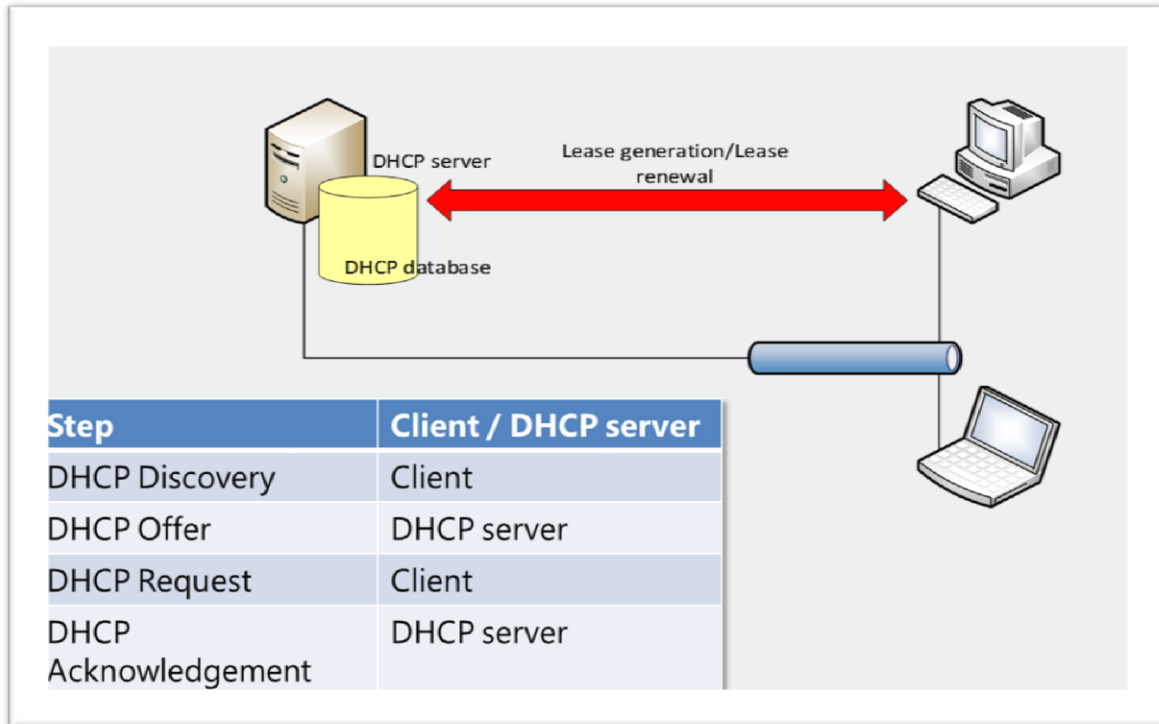 DHCP server
Lease generation/Lease
renewal
DHCP database
Step Client / DHCP server
DHCP Discovery Client
DHCP Offer DHCP server
DHCP Request Client
DHCP DHCP server
Acknowledgement